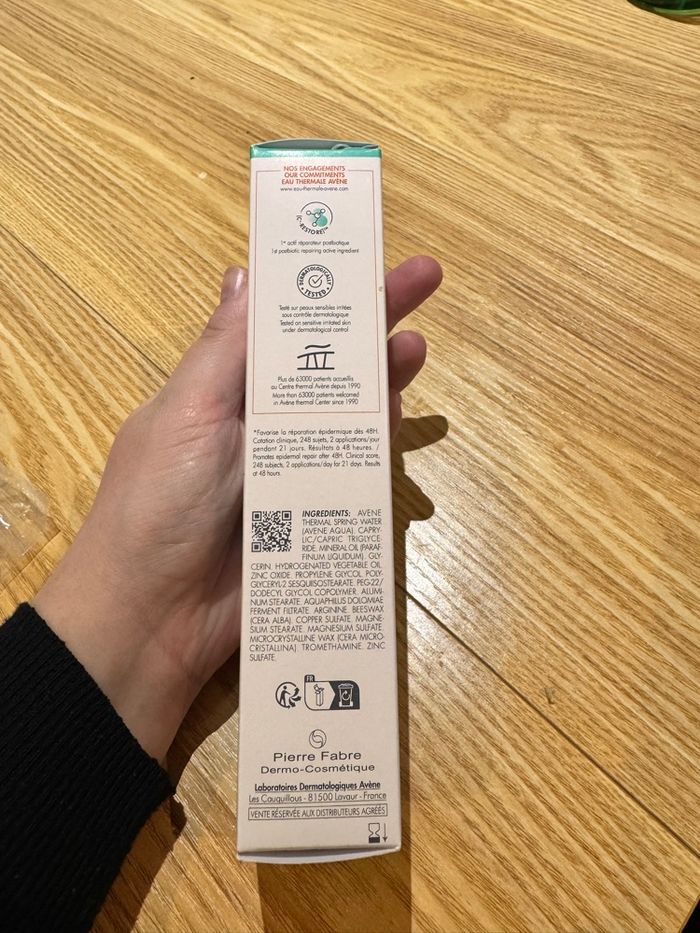 NOS ENGAGEMENTS
OUR COMMITMENTS
EAU THERMALE AVÈNE
www.eau-thermale-avene.com
[C+-RESTORE]™
1er actif réparateur postbiotique
1st postbiotic repairing active ingredient
DERMATOLOGICALLY
TESTED
Testé sur peaux sensibles irritées
sous contrôle dermatologique
Tested on sensitive irritated skin
under dermatological control
Plus de 63000 patients accueillis
au Centre thermal Avène depuis 1990
More than 63000 patients welcomed
in Avène thermal Center since 1990
*Favorise la réparation épidermique dès 48H.
Cotation clinique, 248 sujets, 2 applications/jour
pendant 21 jours. Résultats à 48 heures. /
Promotes epidermal repair after 48H. Clinical score,
248 subjects, 2 applications/day for 21 days. Results
at 48 hours.
INGREDIENTS: AVENE
THERMAL SPRING WATER
(AVENE AQUA). CAPRY-
LIC/CAPRIC TRIGLYCE-
RIDE. MINERAL OIL (PARAF-
FINUM LIQUIDUM). GLY-
CERIN. HYDROGENATED VEGETABLE OIL.
ZINC OXIDE. PROPYLENE GLYCOL. POLY-
GLYCERYL-2 SESQUIISOSTEARATE. PEG-22/
DODECYL GLYCOL COPOLYMER. ALUMI-
NUM STEARATE. AQUAPHILUS DOLOMIAE
FERMENT FILTRATE. ARGININE. BEESWAX
(CERA ALBA). COPPER SULFATE. MAGNE-
SIUM STEARATE. MAGNESIUM SULFATE.
MICROCRYSTALLINE WAX (CERA MICRO-
CRISTALLINA). TROMETHAMINE. ZINC
SULFATE.
FR
Pierre Fabre
Dermo-Cosmétique
Laboratoires Dermatologiques Avène
Les Cauquillous - 81500 Lavaur - France
VENTE RÉSERVÉE AUX DISTRIBUTEURS AGRÉÉS